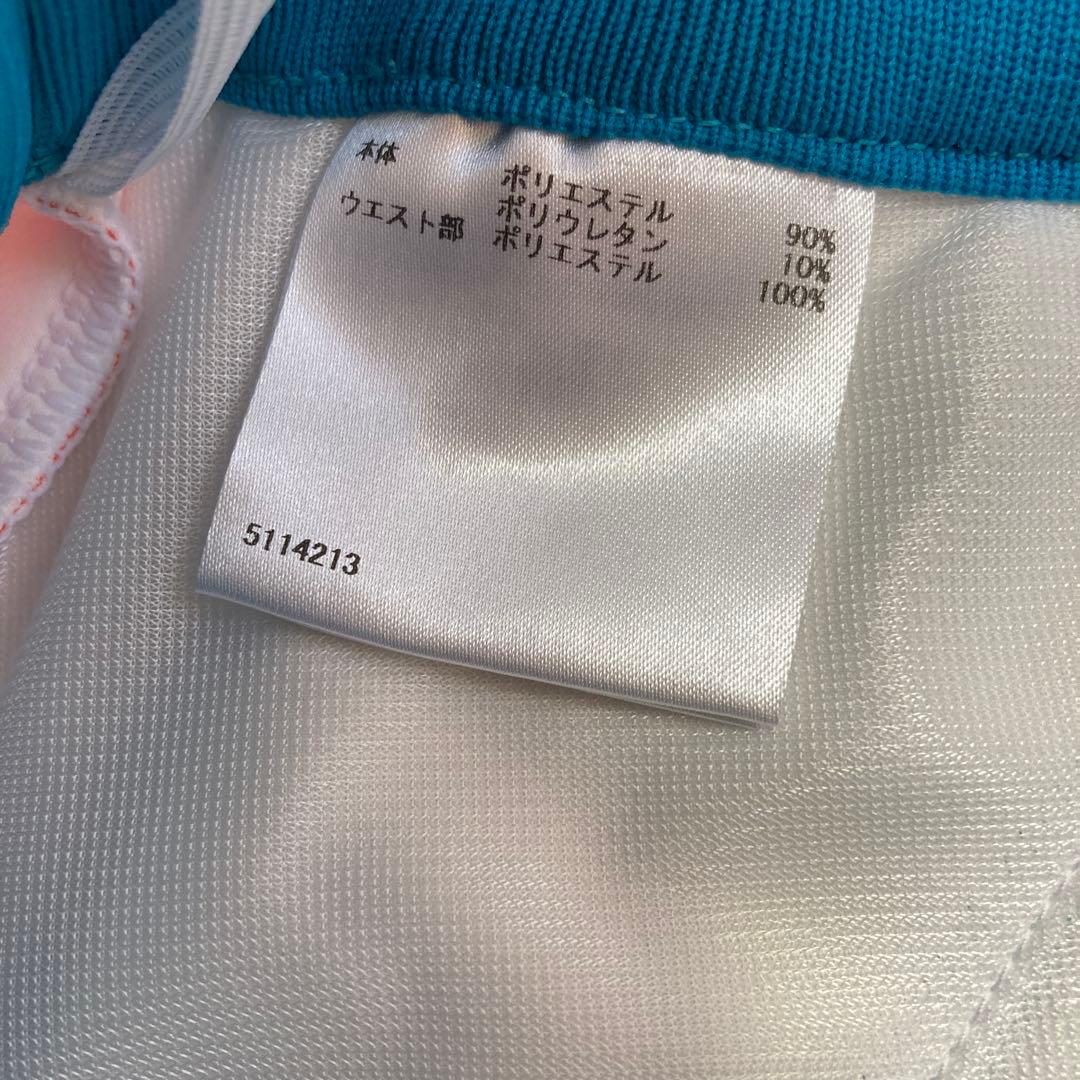 本体 ポリエステル 90%
ポリウレタン 10%
ウエスト部 ポリエステル 100%
5114213